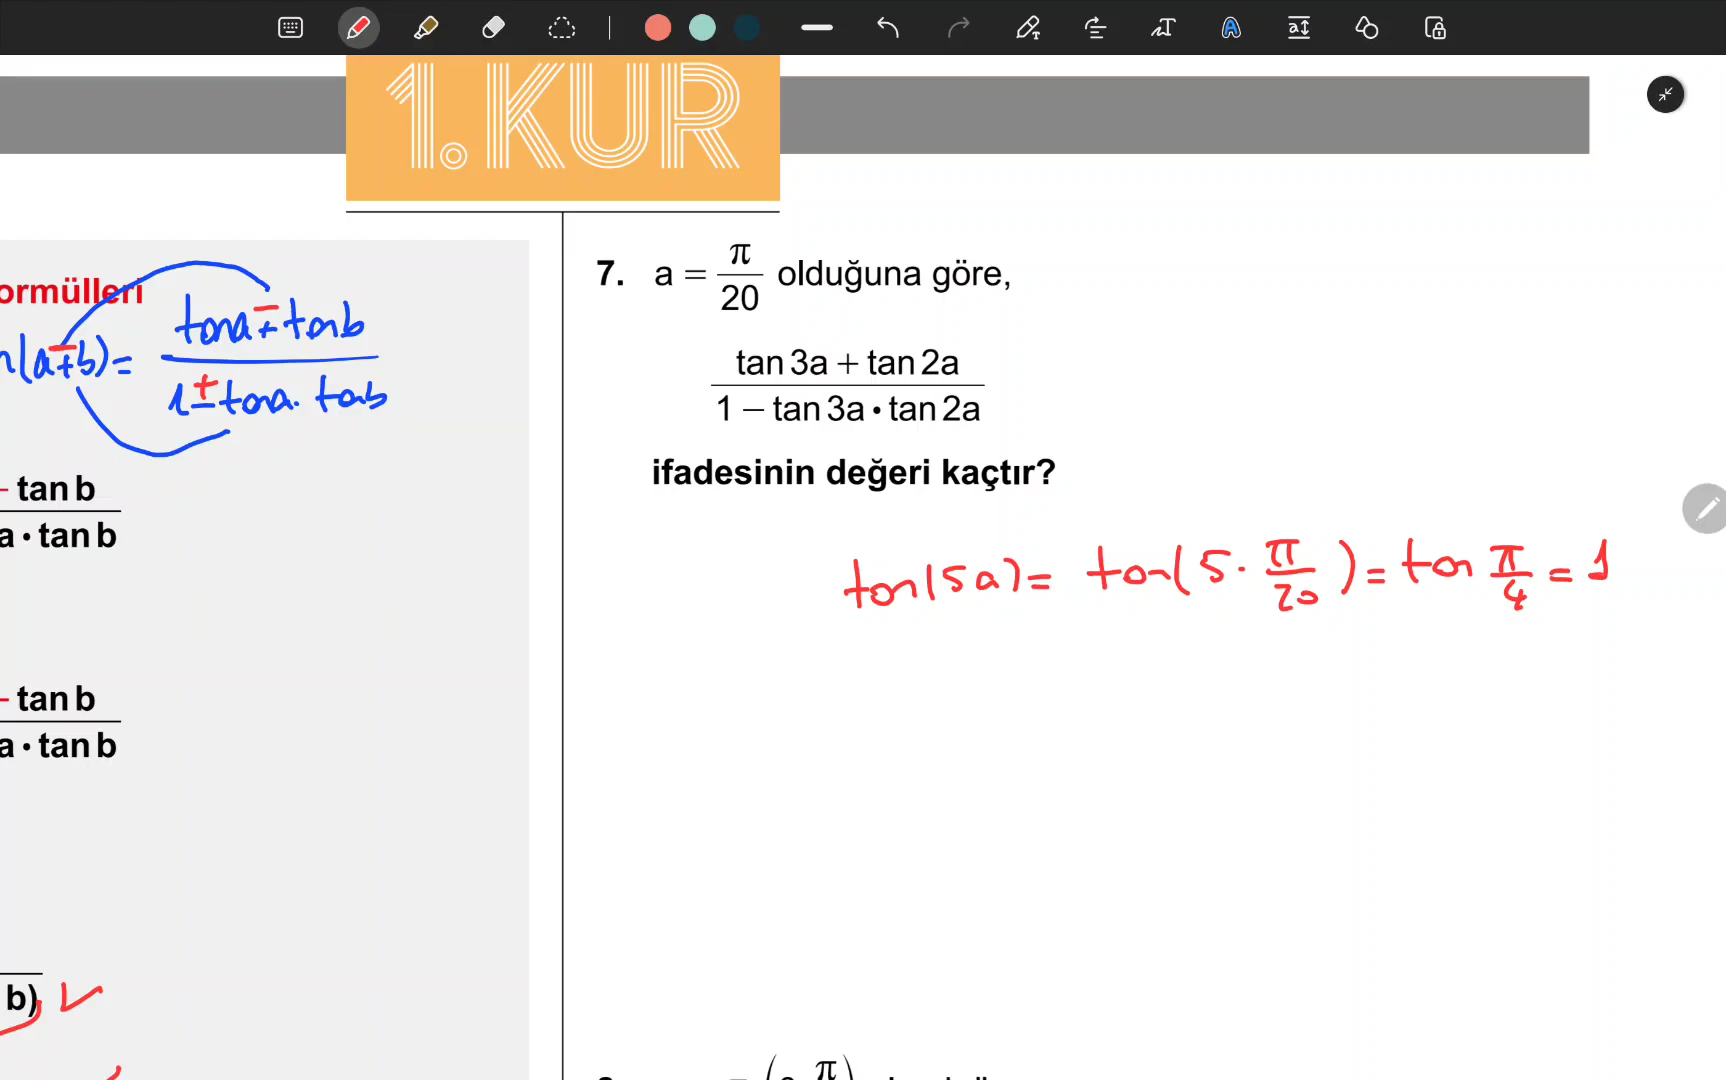 1.KUR
ormülleri
n(a∓b)= tana∓tanb / 1±tana.tanb
- tan b
a • tan b
- tan b
a • tan b
b)
7. a = π/20 olduğuna göre,
tan 3a + tan 2a
1 − tan 3a • tan 2a
ifadesinin değeri kaçtır?
tan(5a) = tan(5 · π/20) = tan π/4 = 1